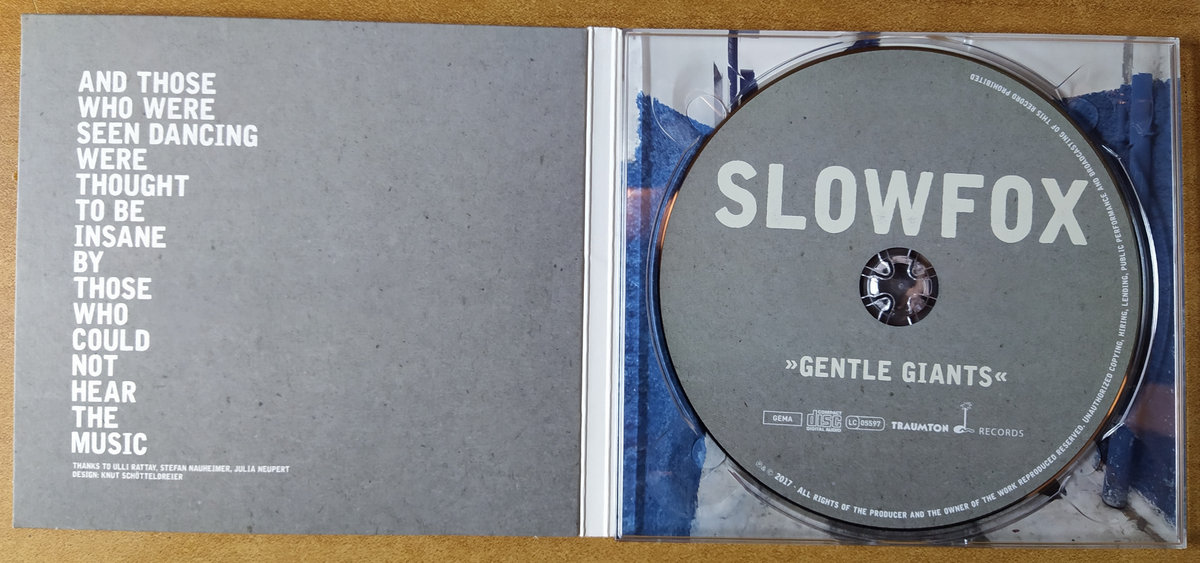 AND THOSE
WHO WERE
SEEN DANCING
WERE
THOUGHT
TO BE
INSANE
BY
THOSE
WHO
COULD
NOT
HEAR
THE
MUSIC
THANKS TO ULLI RATTAY, STEFAN NAUHEIMER, JULIA NEUPERT
DESIGN: KNUT SCHÖTTELDREIER
SLOWFOX
»GENTLE GIANTS«
GEMA
COMPACT
disc
DIGITAL AUDIO
LC 05597
TRAUMTON RECORDS
℗& © 2017 · ALL RIGHTS OF THE PRODUCER AND THE OWNER OF THE WORK REPRODUCED RESERVED. UNAUTHORIZED COPYING, HIRING, LENDING, PUBLIC PERFORMANCE AND BROADCASTING OF THIS RECORD PROHIBITED